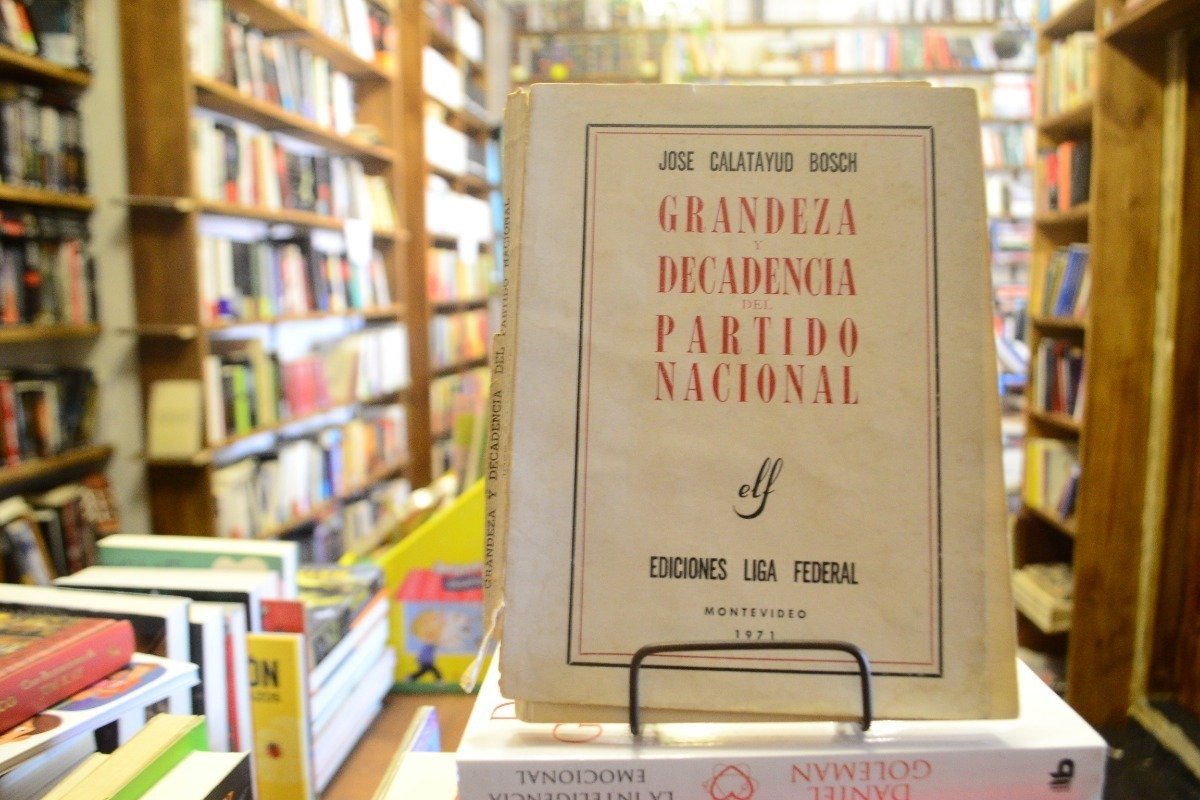 JOSE CALATAYUD BOSCH
GRANDEZA
Y
DECADENCIA
DEL
PARTIDO
NACIONAL
elf
EDICIONES LIGA FEDERAL
MONTEVIDEO
1971
GRANDEZA Y DECADENCIA DEL PARTIDO NACIONAL
DANIEL
GOLEMAN
LA INTELIGENCIA
EMOCIONAL